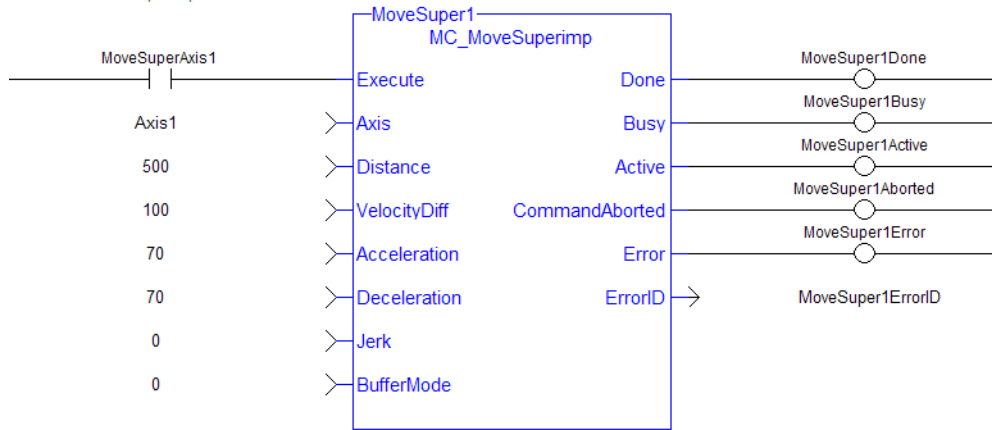 MoveSuper1
MC_MoveSuperimp
MoveSuperAxis1 Execute Done MoveSuper1Done
Axis1 Axis Busy MoveSuper1Busy
500 Distance Active MoveSuper1Active
100 VelocityDiff CommandAborted MoveSuper1Aborted
70 Acceleration Error MoveSuper1Error
70 Deceleration ErrorID MoveSuper1ErrorID
0 Jerk
0 BufferMode